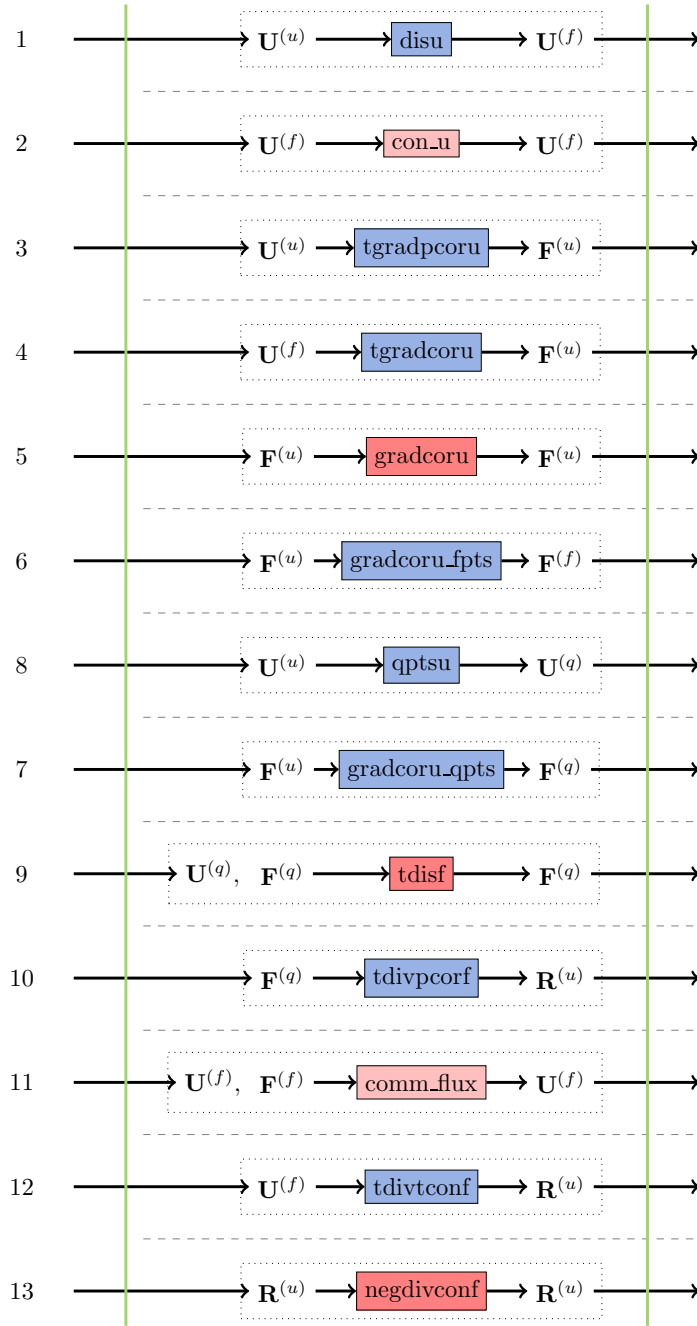 1 U(u) disu U(f)
2 U(f) con_u U(f)
3 U(u) tgradpcoru F(u)
4 U(f) tgradcoru F(u)
5 F(u) gradcoru F(u)
6 F(u) gradcoru_fpts F(f)
8 U(u) qptsu U(q)
7 F(u) gradcoru_qpts F(q)
9 U(q), F(q) tdisf F(q)
10 F(q) tdivpcorf R(u)
11 U(f), F(f) comm_flux U(f)
12 U(f) tdivtconf R(u)
13 R(u) negdivconf R(u)